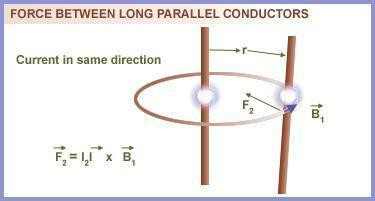 FORCE BETWEEN LONG PARALLEL CONDUCTORS
r
Current in same direction
F₂
B₁
F₂ = I₂l x B₁